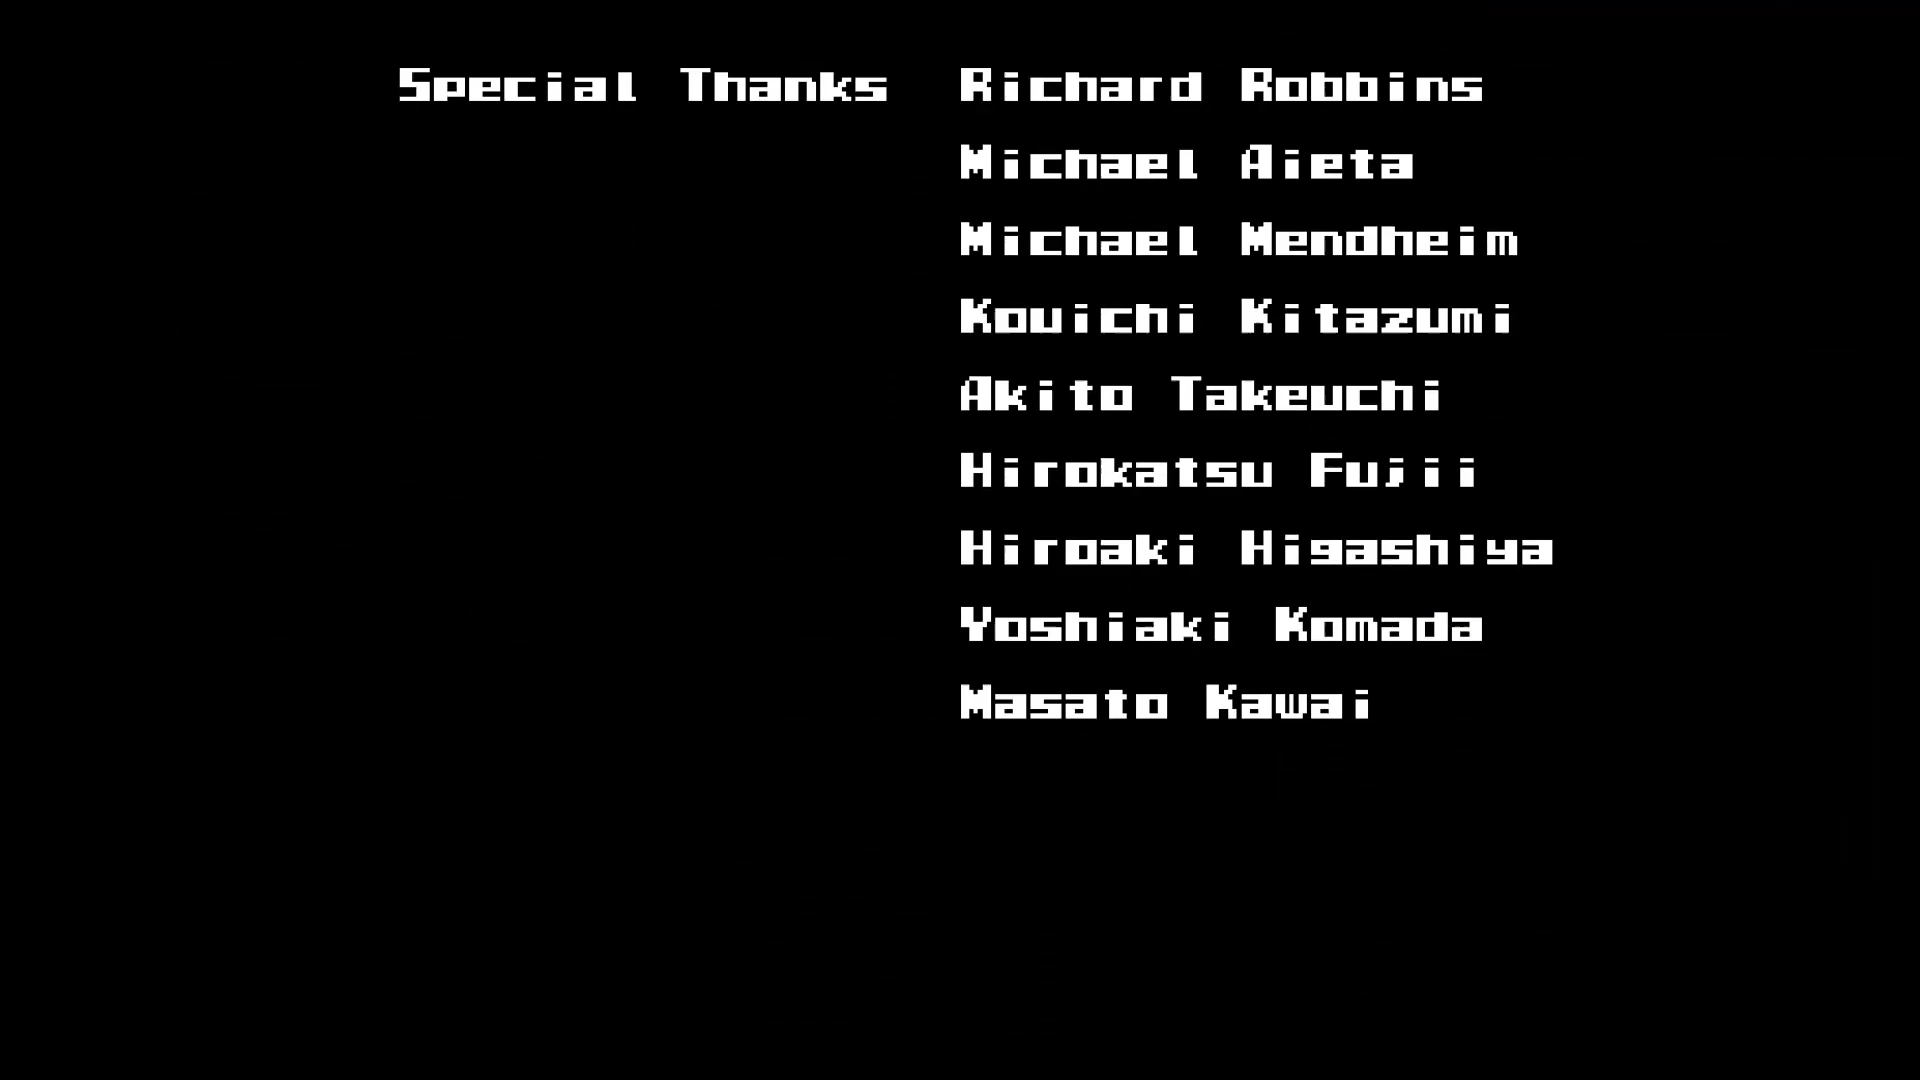 Special Thanks Richard Robbins
Michael Aieta
Michael Mendheim
Kouichi Kitazumi
Akito Takeuchi
Hirokatsu Fujii
Hiroaki Higashiya
Yoshiaki Komada
Masato Kawai